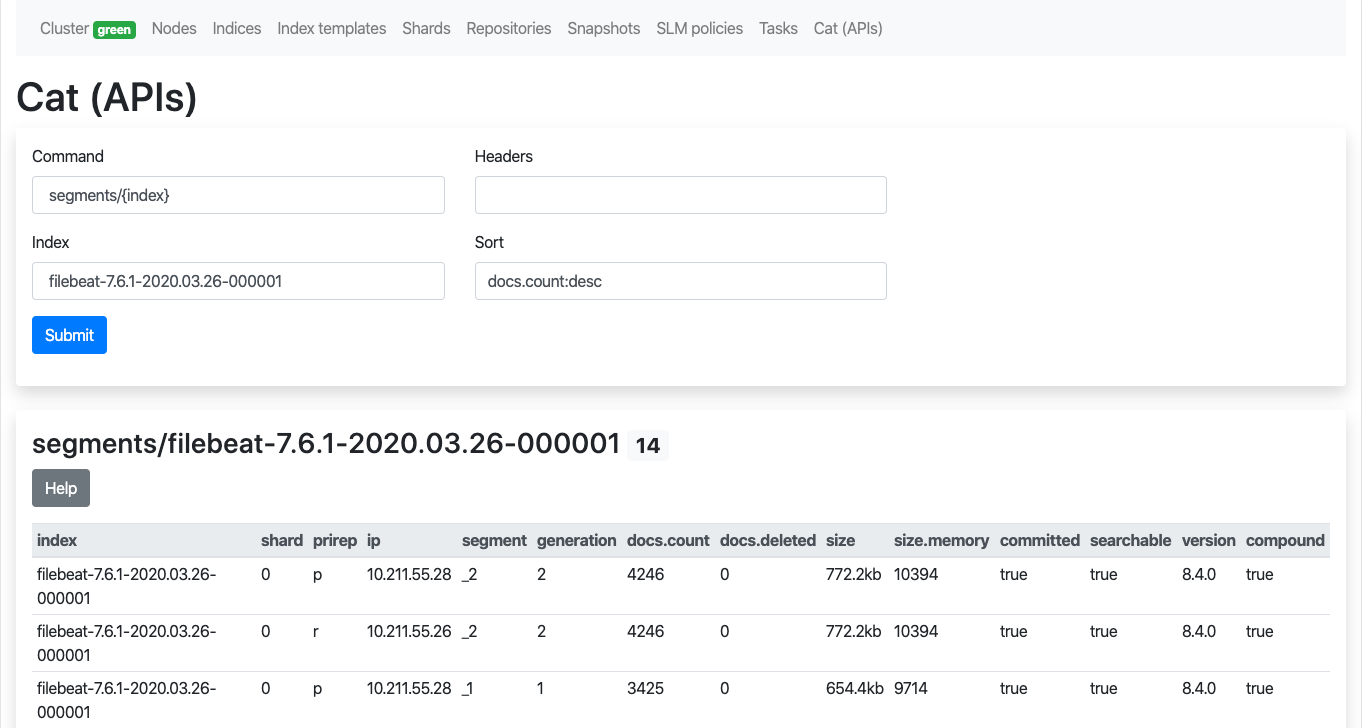 Cluster green Nodes Indices Index templates Shards Repositories Snapshots SLM policies Tasks Cat (APIs)
Cat (APIs)
Command Headers
segments/{index}
Index Sort
filebeat-7.6.1-2020.03.26-000001 docs.count:desc
Submit
segments/filebeat-7.6.1-2020.03.26-000001 14
Help
index shard prirep ip segment generation docs.count docs.deleted size size.memory committed searchable version compound
filebeat-7.6.1-2020.03.26- 0 p 10.211.55.28 _2 2 4246 0 772.2kb 10394 true true 8.4.0 true
000001
filebeat-7.6.1-2020.03.26- 0 r 10.211.55.26 _2 2 4246 0 772.2kb 10394 true true 8.4.0 true
000001
filebeat-7.6.1-2020.03.26- 0 p 10.211.55.28 _1 1 3425 0 654.4kb 9714 true true 8.4.0 true
000001